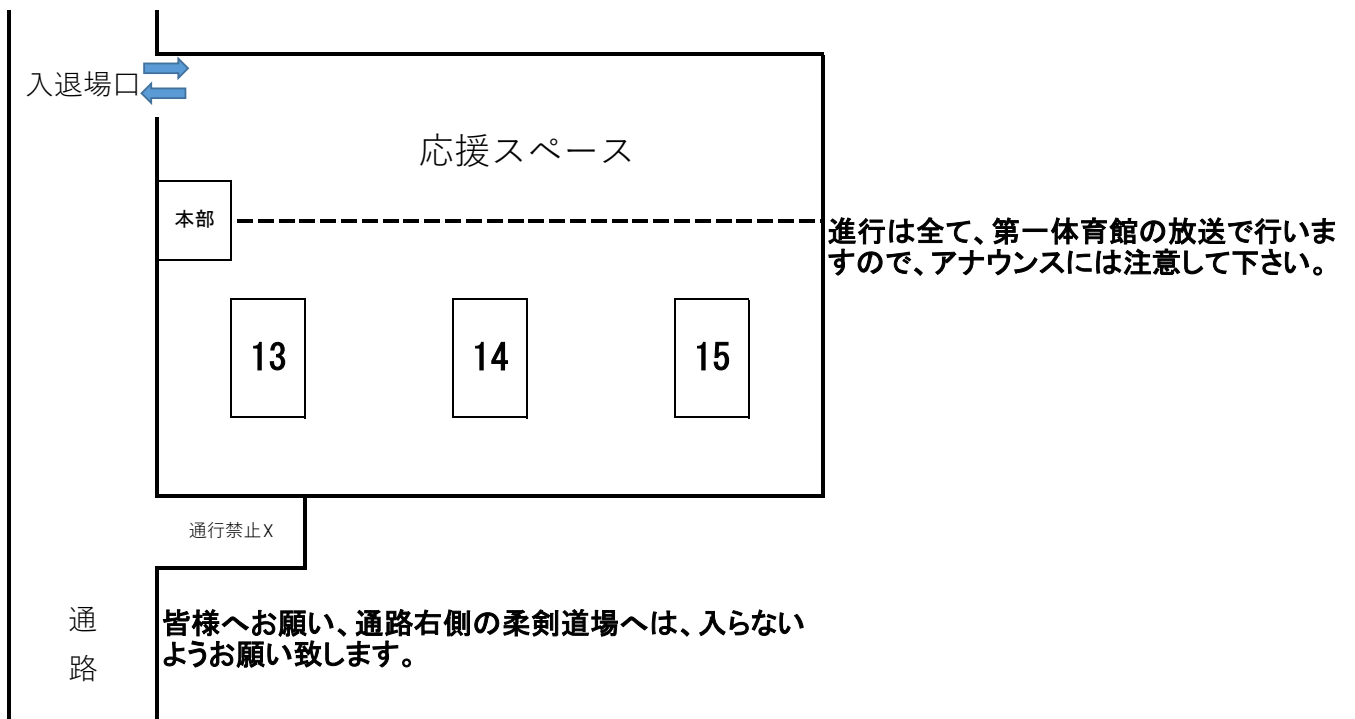 入退場口
応援スペース
本部
進行は全て、第一体育館の放送で行いま
すので、アナウンスには注意して下さい。
13
14
15
通行禁止X
通
路
皆様へお願い、通路右側の柔剣道場へは、入らない
ようお願い致します。